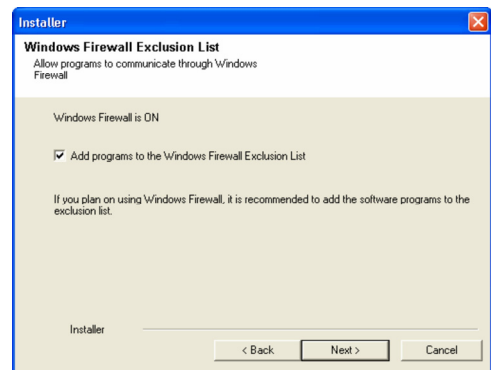 Installer
Windows Firewall Exclusion List
Allow programs to communicate through Windows
Firewall
Windows Firewall is ON
Add programs to the Windows Firewall Exclusion List
If you plan on using Windows Firewall, it is recommended to add the software programs to the
exclusion list.
Installer
< Back Next > Cancel